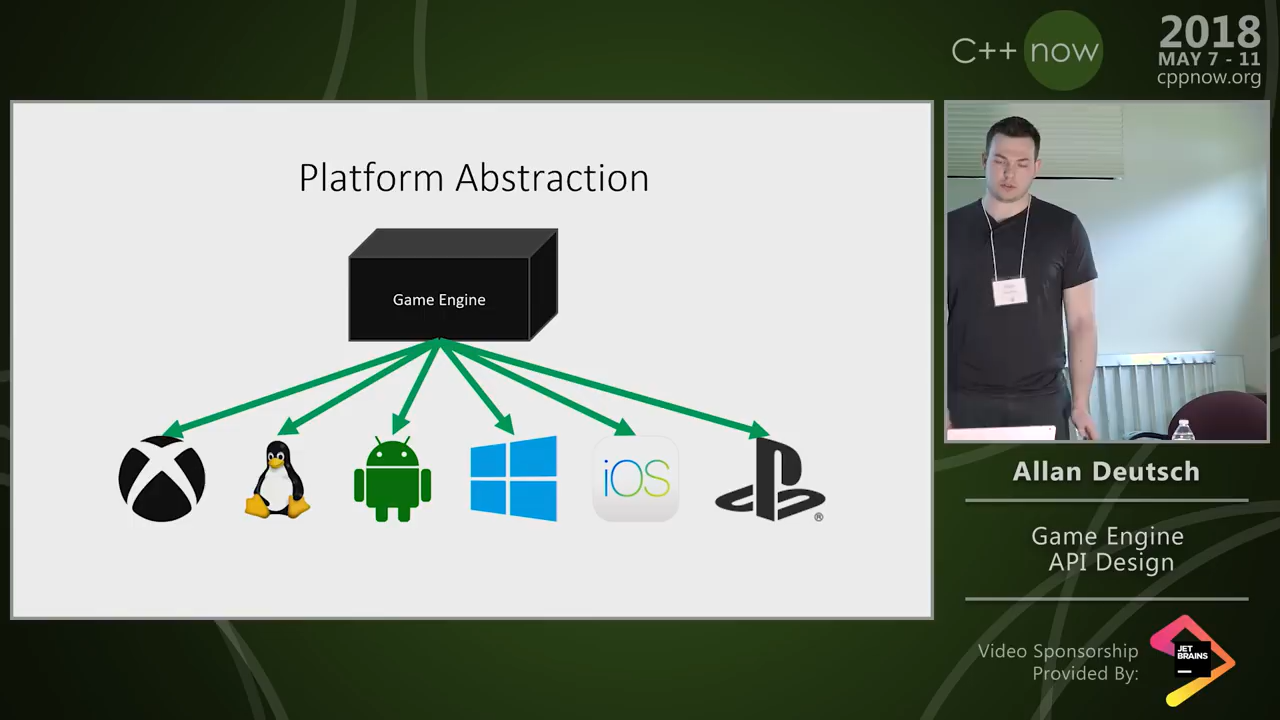 C++ now
2018
MAY 7 - 11
cppnow.org
Platform Abstraction
Game Engine
iOS
®
Allan Deutsch
Game Engine
API Design
Video Sponsorship
Provided By:
JET
BRAINS